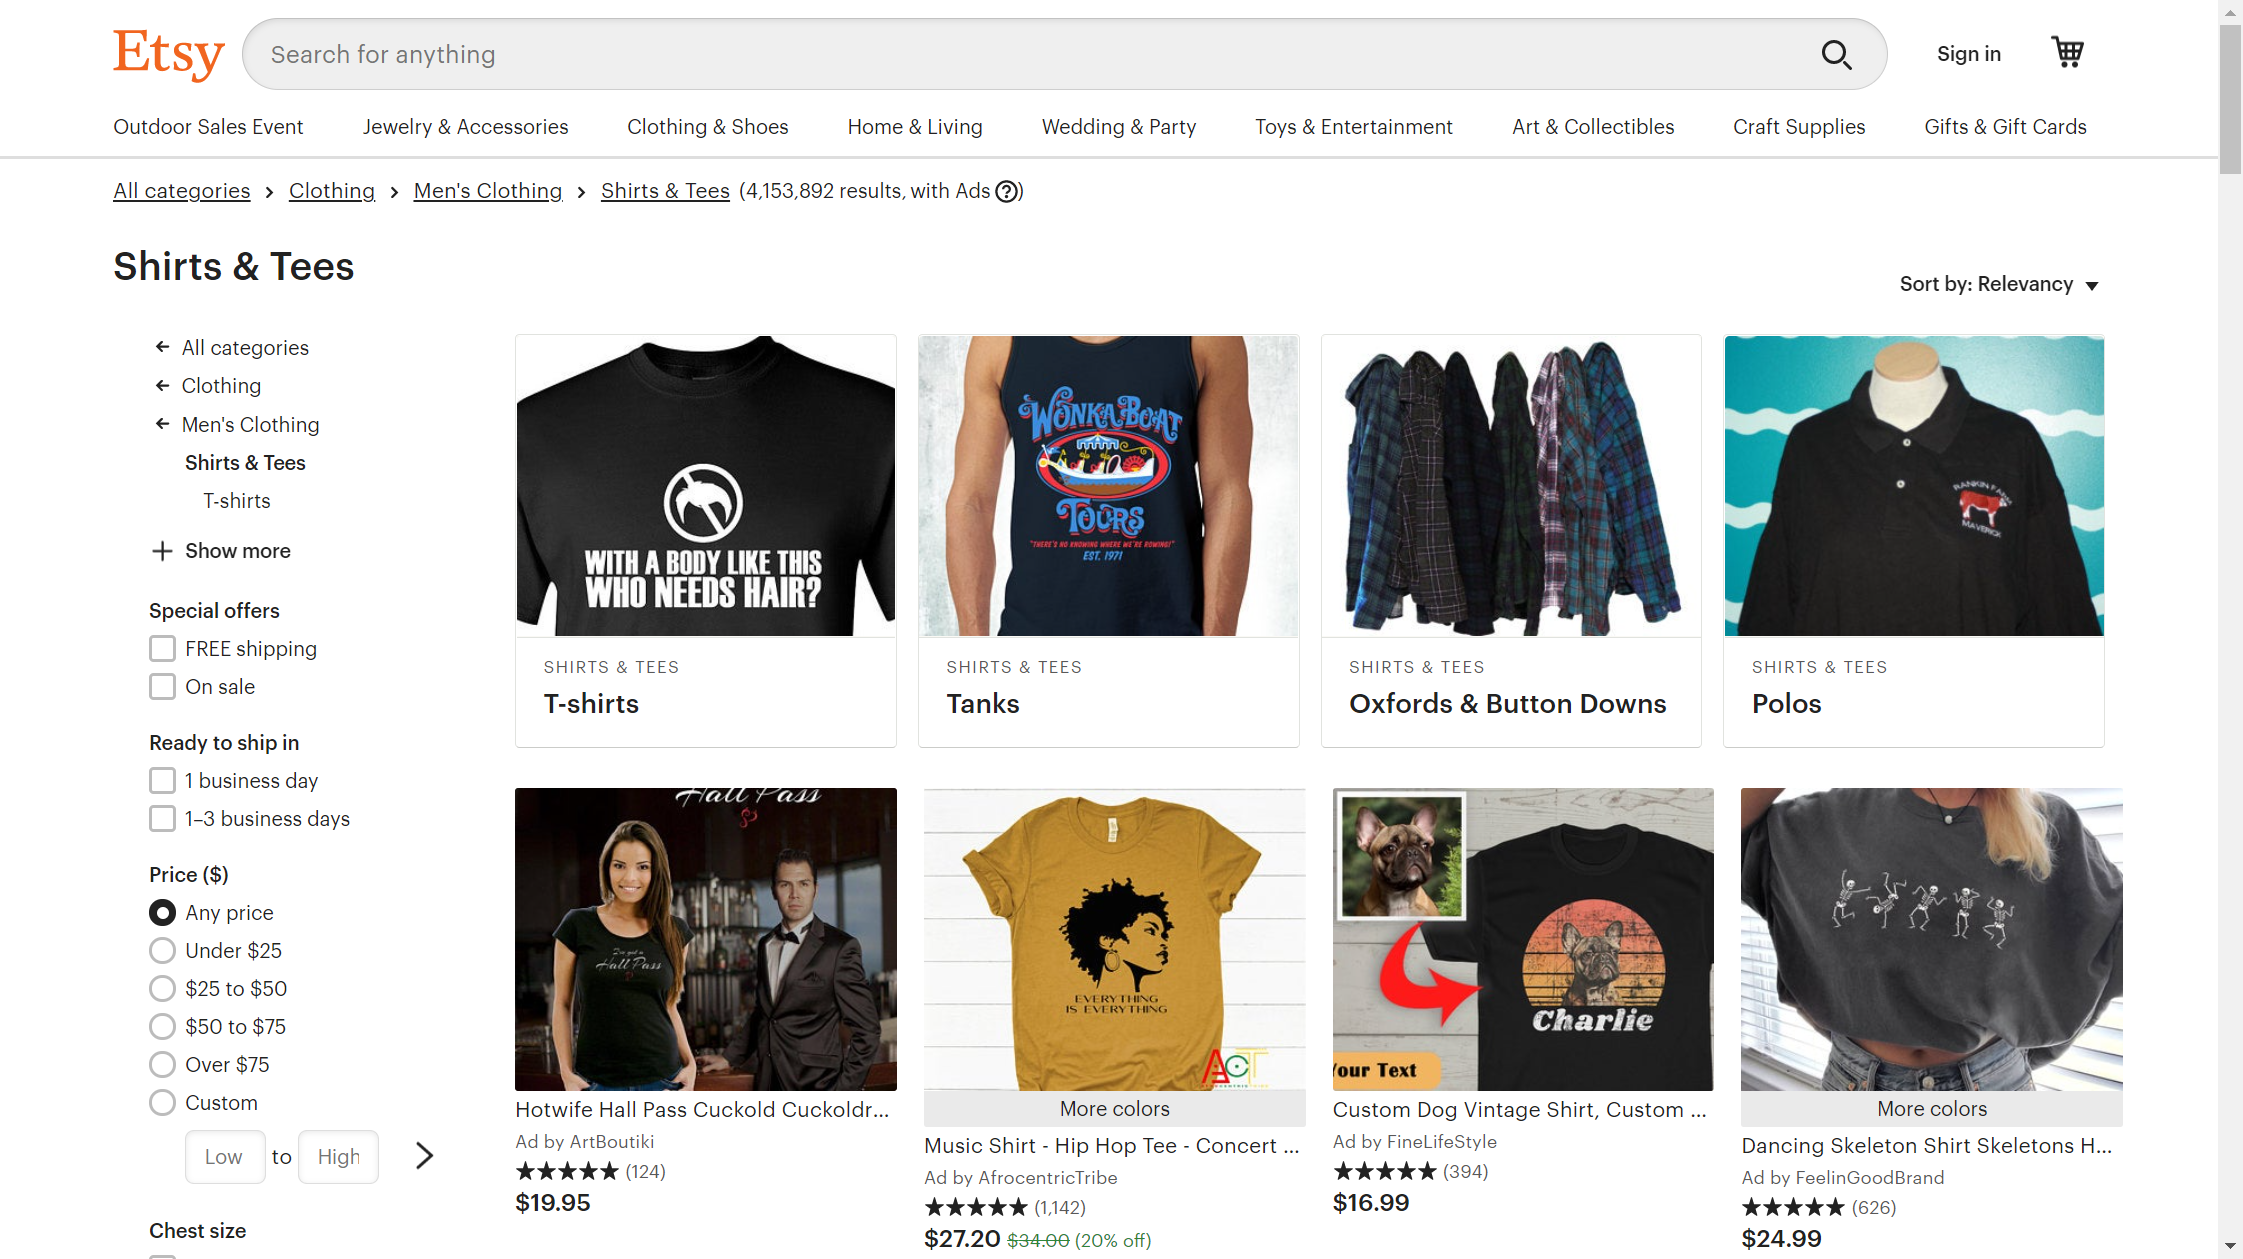 Etsy
Search for anything
Sign in
Outdoor Sales Event
Jewelry & Accessories
Clothing & Shoes
Home & Living
Wedding & Party
Toys & Entertainment
Art & Collectibles
Craft Supplies
Gifts & Gift Cards
All categories > Clothing > Men's Clothing > Shirts & Tees (4,153,892 results, with Ads ?)
Shirts & Tees
Sort by: Relevancy
All categories
Clothing
Men's Clothing
Shirts & Tees
T-shirts
Show more
Special offers
FREE shipping
On sale
Ready to ship in
1 business day
1–3 business days
Price ($)
Any price
Under $25
$25 to $50
$50 to $75
Over $75
Custom
Low to High
Chest size
WITH A BODY LIKE THIS
WHO NEEDS HAIR?
SHIRTS & TEES
T-shirts
WONKA BOAT
TOURS
"THERE'S NO KNOWING WHERE WE'RE ROWING!"
EST. 1971
SHIRTS & TEES
Tanks
SHIRTS & TEES
Oxfords & Button Downs
RANKIN FARMS
MAVERICK
SHIRTS & TEES
Polos
Hall Pass
I've got a
Hall Pass
Hotwife Hall Pass Cuckold Cuckoldr...
Ad by ArtBoutiki
(124)
$19.95
EVERYTHING
IS EVERYTHING
ACT
More colors
Music Shirt - Hip Hop Tee - Concert ...
Ad by AfrocentricTribe
(1,142)
$27.20 $34.00 (20% off)
Charlie
Your Text
Custom Dog Vintage Shirt, Custom ...
Ad by FineLifeStyle
(394)
$16.99
More colors
Dancing Skeleton Shirt Skeletons H...
Ad by FeelinGoodBrand
(626)
$24.99